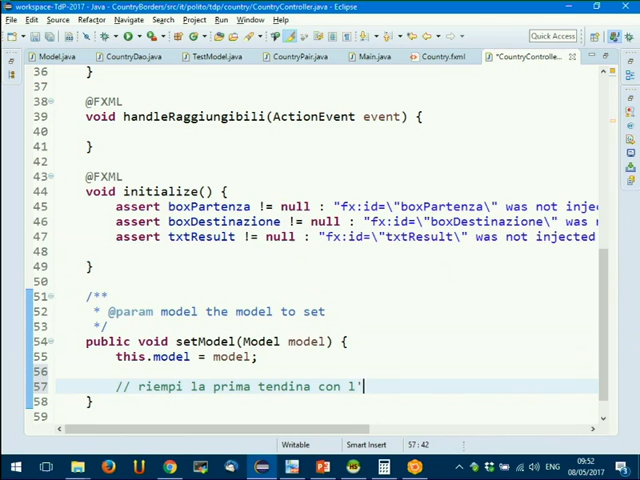 workspace-TdP-2017 - Java - CountryBorders/src/it/polito/tdp/country/CountryController.java - Eclipse
File Edit Source Refactor Navigate Search Project Run Window Help
Quick Access
Model.java CountryDao.java TestModel.java CountryPair.java Main.java Country.fxml *CountryController...
36 }
37
38 @FXML
39 void handleRaggiungibili(ActionEvent event) {
40
41 }
42
43 @FXML
44 void initialize() {
45 assert boxPartenza != null : "fx:id=\"boxPartenza\" was not injec
46 assert boxDestinazione != null : "fx:id=\"boxDestinazione\" was n
47 assert txtResult != null : "fx:id=\"txtResult\" was not injected
48
49 }
50
51 /**
52 * @param model the model to set
53 */
54 public void setModel(Model model) {
55 this.model = model;
56
57 // riempi la prima tendina con l'
58 }
59
Writable Smart Insert 57 : 42
ENG 09:52
08/05/2017